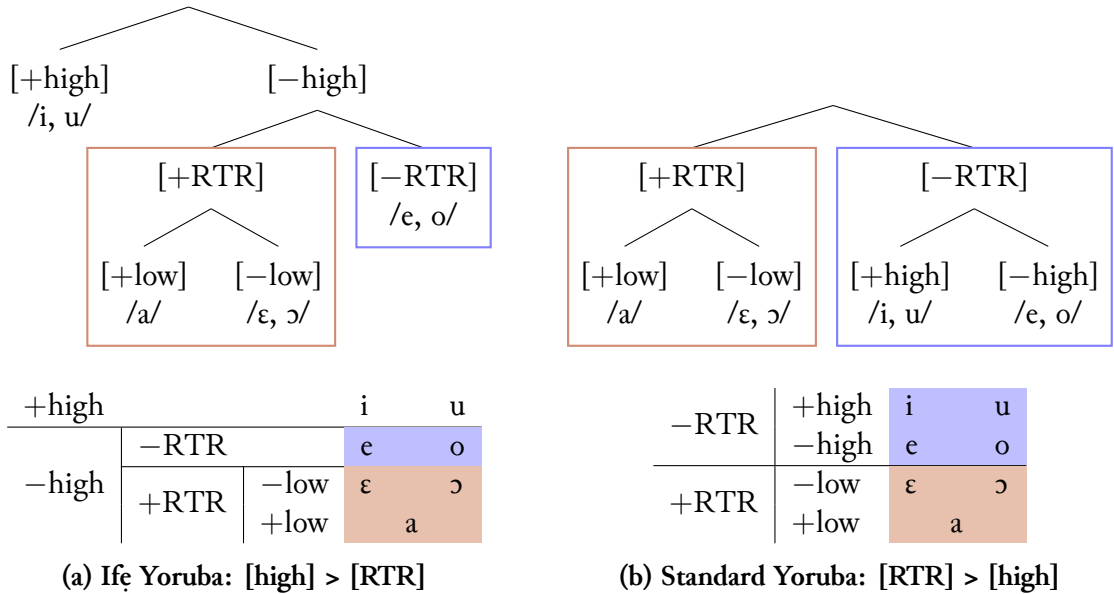 [+high] [−high]
/i, u/
[+RTR] [−RTR]
/e, o/
[+low] [−low]
/a/ /ɛ, ɔ/
+high i u
−RTR e o
−high +RTR −low ɛ ɔ
+low a
(a) Ifẹ Yoruba: [high] > [RTR]
[+RTR] [−RTR]
[+low] [−low] [+high] [−high]
/a/ /ɛ, ɔ/ /i, u/ /e, o/
−RTR +high i u
−high e o
+RTR −low ɛ ɔ
+low a
(b) Standard Yoruba: [RTR] > [high]